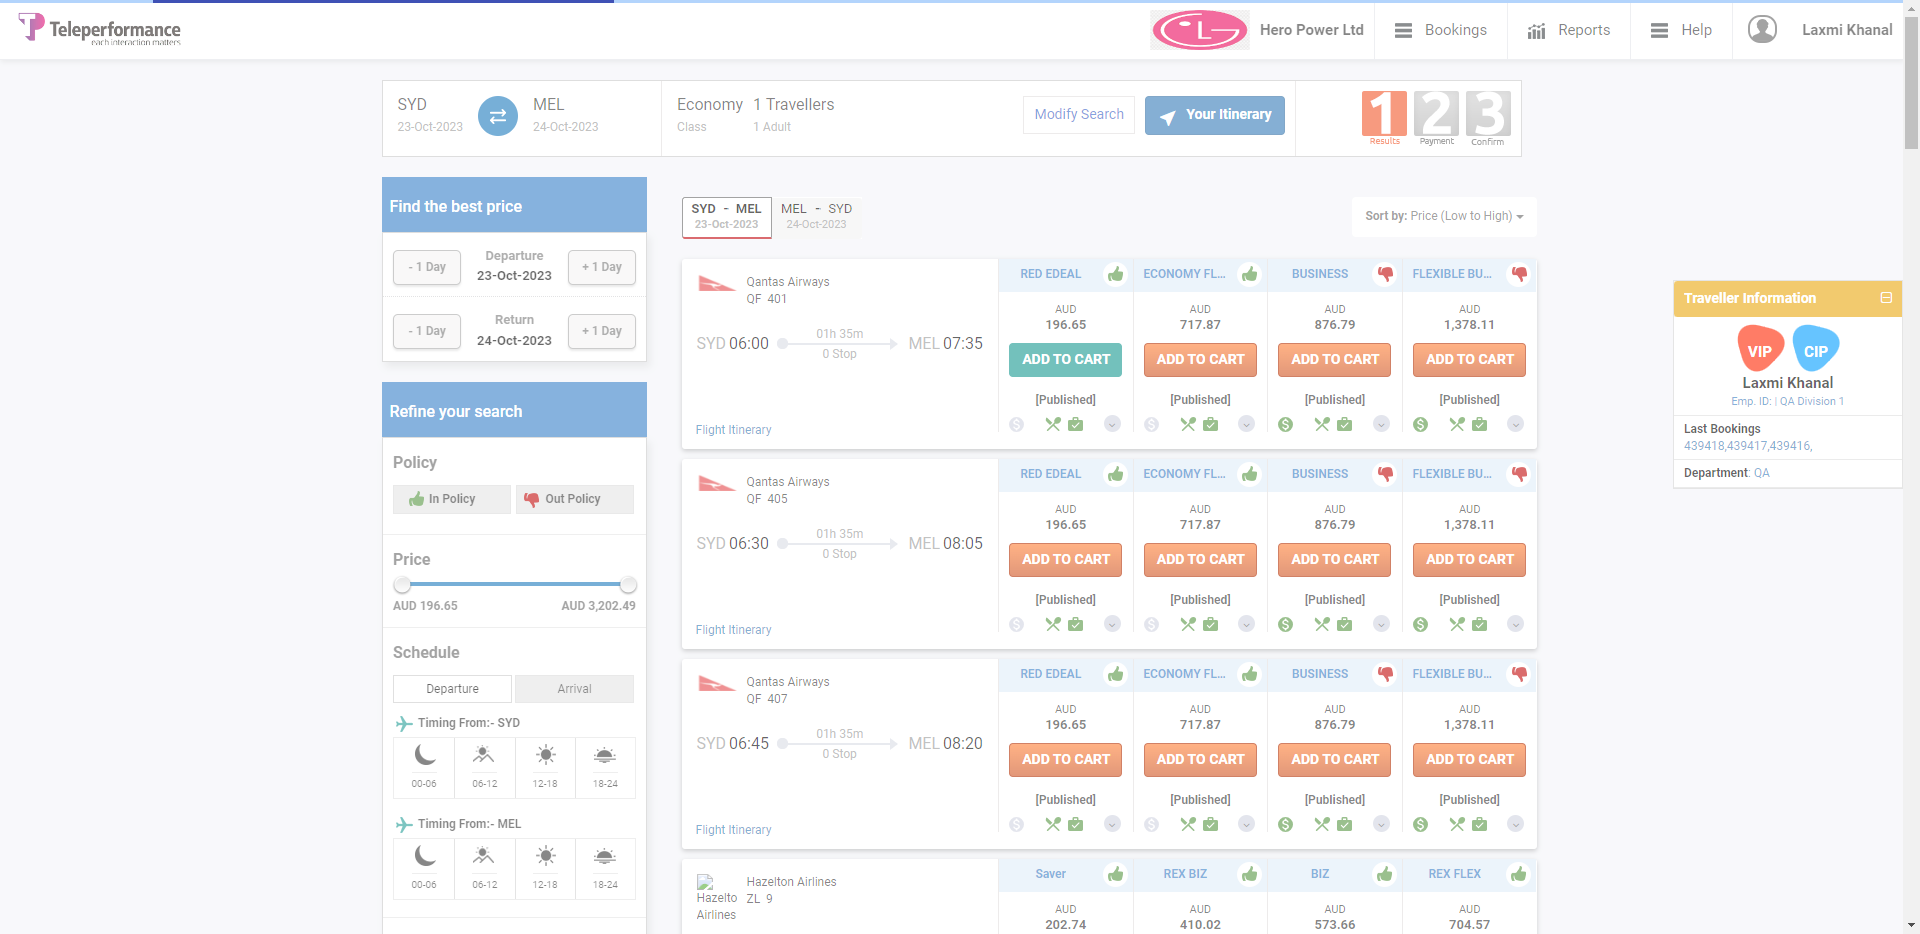 Teleperformance
each interaction matters
LG
Hero Power Ltd
Bookings
Reports
Help
Laxmi Khanal
SYD
MEL
23-Oct-2023
24-Oct-2023
Economy
1 Travellers
Class
1 Adult
Modify Search
Your Itinerary
1 2 3
Results
Payment
Confirm
Find the best price
Departure
- 1 Day
23-Oct-2023
+ 1 Day
Return
- 1 Day
24-Oct-2023
+ 1 Day
Refine your search
Policy
In Policy
Out Policy
Price
AUD 196.65
AUD 3,202.49
Schedule
Departure
Arrival
Timing From:- SYD
00-06
06-12
12-18
18-24
Timing From:- MEL
00-06
06-12
12-18
18-24
SYD - MEL
23-Oct-2023
MEL - SYD
24-Oct-2023
Sort by: Price (Low to High)
Qantas Airways
QF 401
SYD 06:00
01h 35m
0 Stop
MEL 07:35
Flight Itinerary
RED EDEAL
ECONOMY FL...
BUSINESS
FLEXIBLE BU...
AUD
AUD
AUD
AUD
196.65
717.87
876.79
1,378.11
ADD TO CART
ADD TO CART
ADD TO CART
ADD TO CART
[Published]
[Published]
[Published]
[Published]
Qantas Airways
QF 405
SYD 06:30
01h 35m
0 Stop
MEL 08:05
Flight Itinerary
RED EDEAL
ECONOMY FL...
BUSINESS
FLEXIBLE BU...
AUD
AUD
AUD
AUD
196.65
717.87
876.79
1,378.11
ADD TO CART
ADD TO CART
ADD TO CART
ADD TO CART
[Published]
[Published]
[Published]
[Published]
Qantas Airways
QF 407
SYD 06:45
01h 35m
0 Stop
MEL 08:20
Flight Itinerary
RED EDEAL
ECONOMY FL...
BUSINESS
FLEXIBLE BU...
AUD
AUD
AUD
AUD
196.65
717.87
876.79
1,378.11
ADD TO CART
ADD TO CART
ADD TO CART
ADD TO CART
[Published]
[Published]
[Published]
[Published]
Hazelto
Airlines
Hazelton Airlines
ZL 9
Saver
REX BIZ
BIZ
REX FLEX
AUD
AUD
AUD
AUD
202.74
410.02
573.66
704.57
Traveller Information
VIP
CIP
Laxmi Khanal
Emp. ID: | QA Division 1
Last Bookings
439418,439417,439416,
Department: QA